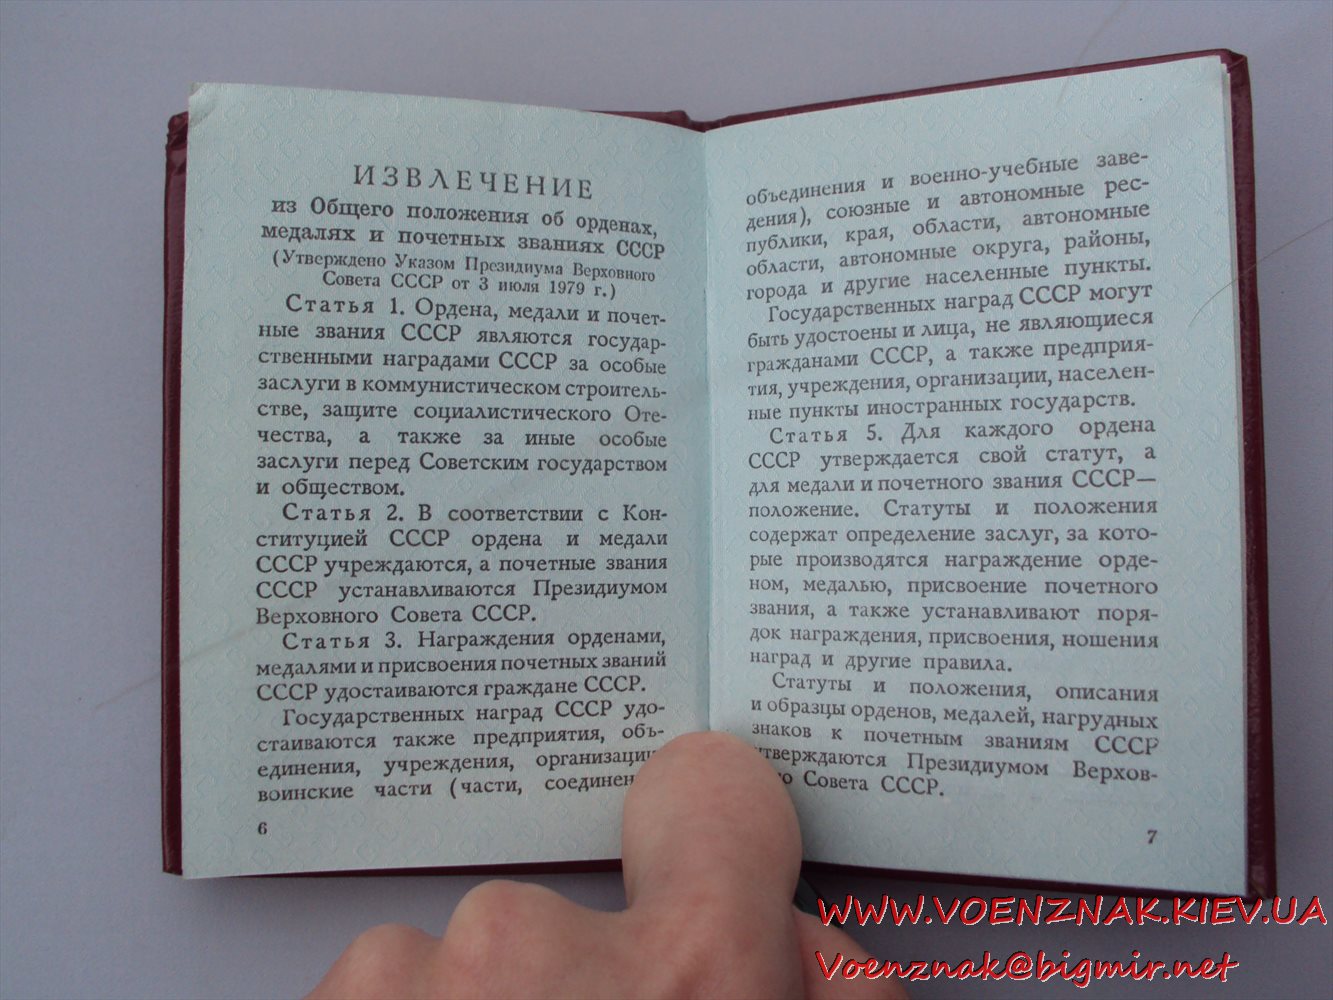 ИЗВЛЕЧЕНИЕ
из Общего положения об орденах,
медалях и почетных званиях СССР
(Утверждено Указом Президиума Верховного
Совета СССР от 3 июля 1979 г.)
Статья 1. Ордена, медали и почет-
ные звания СССР являются государ-
ственными наградами СССР за особые
заслуги в коммунистическом строитель-
стве, защите социалистического Оте-
чества, а также за иные особые
заслуги перед Советским государством
и обществом.
Статья 2. В соответствии с Кон-
ституцией СССР ордена и медали
СССР учреждаются, а почетные звания
СССР устанавливаются Президиумом
Верховного Совета СССР.
Статья 3. Награждения орденами,
медалями и присвоения почетных званий
СССР удостаиваются граждане СССР.
Государственных наград СССР удо-
стаиваются также предприятия, объ-
единения, учреждения, организации,
воинские части (части, соединен
6
объединения и военно-учебные заве-
дения), союзные и автономные рес-
публики, края, области, автономные
области, автономные округа, районы,
города и другие населенные пункты.
Государственных наград СССР могут
быть удостоены и лица, не являющиеся
гражданами СССР, а также предприя-
тия, учреждения, организации, населен-
ные пункты иностранных государств.
Статья 5. Для каждого ордена
СССР утверждается свой статут, а
для медали и почетного звания СССР—
положение. Статуты и положения
содержат определение заслуг, за кото-
рые производятся награждение орде-
ном, медалью, присвоение почетного
звания, а также устанавливают поря-
док награждения, присвоения, ношения
наград и другие правила.
Статуты и положения, описания
и образцы орденов, медалей, нагрудных
знаков к почетным званиям СССР
утверждаются Президиумом Верхов-
го Совета СССР.
7
WWW.VOENZNAK.KIEV.UA
Voenznak@bigmir.net